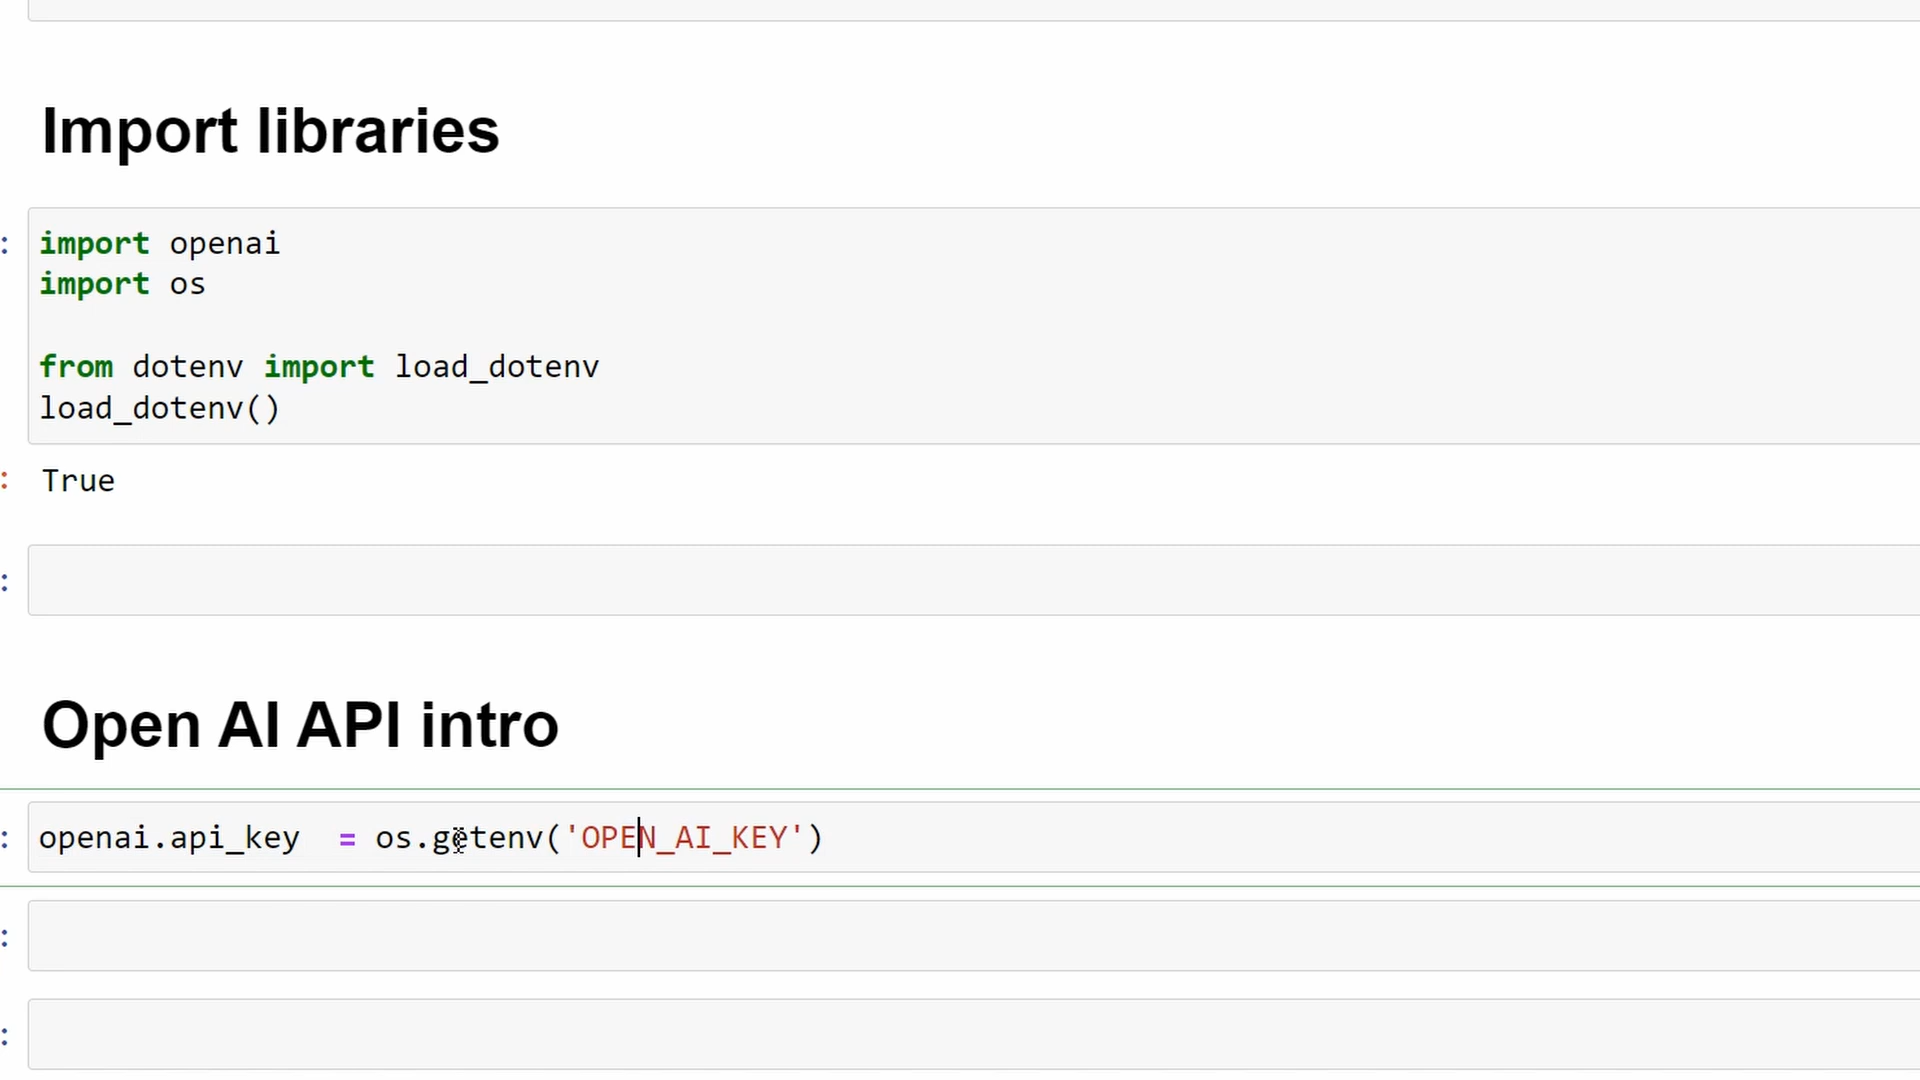 Import libraries
: import openai
import os
from dotenv import load_dotenv
load_dotenv()
: True
:
Open AI API intro
: openai.api_key  = os.getenv('OPEN_AI_KEY')
:
: